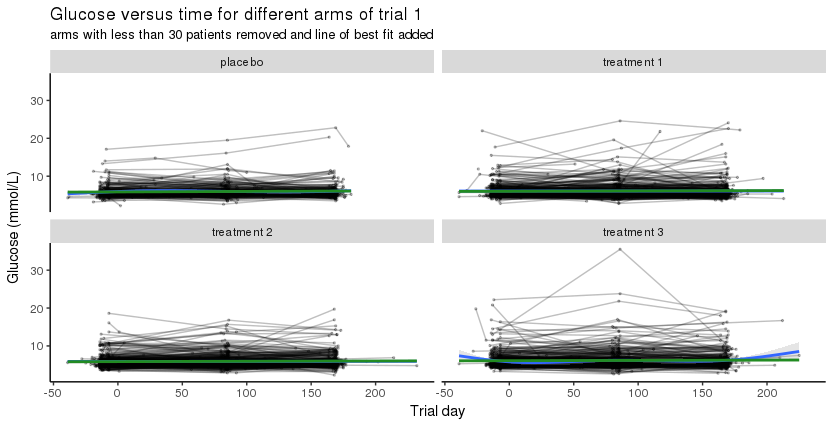 Glucose versus time for different arms of trial 1
arms with less than 30 patients removed and line of best fit added
placebo
treatment 1
30
20
10
treatment 2
treatment 3
30
20
10
Glucose (mmol/L)
-50 0 50 100 150 200 -50 0 50 100 150 200
Trial day